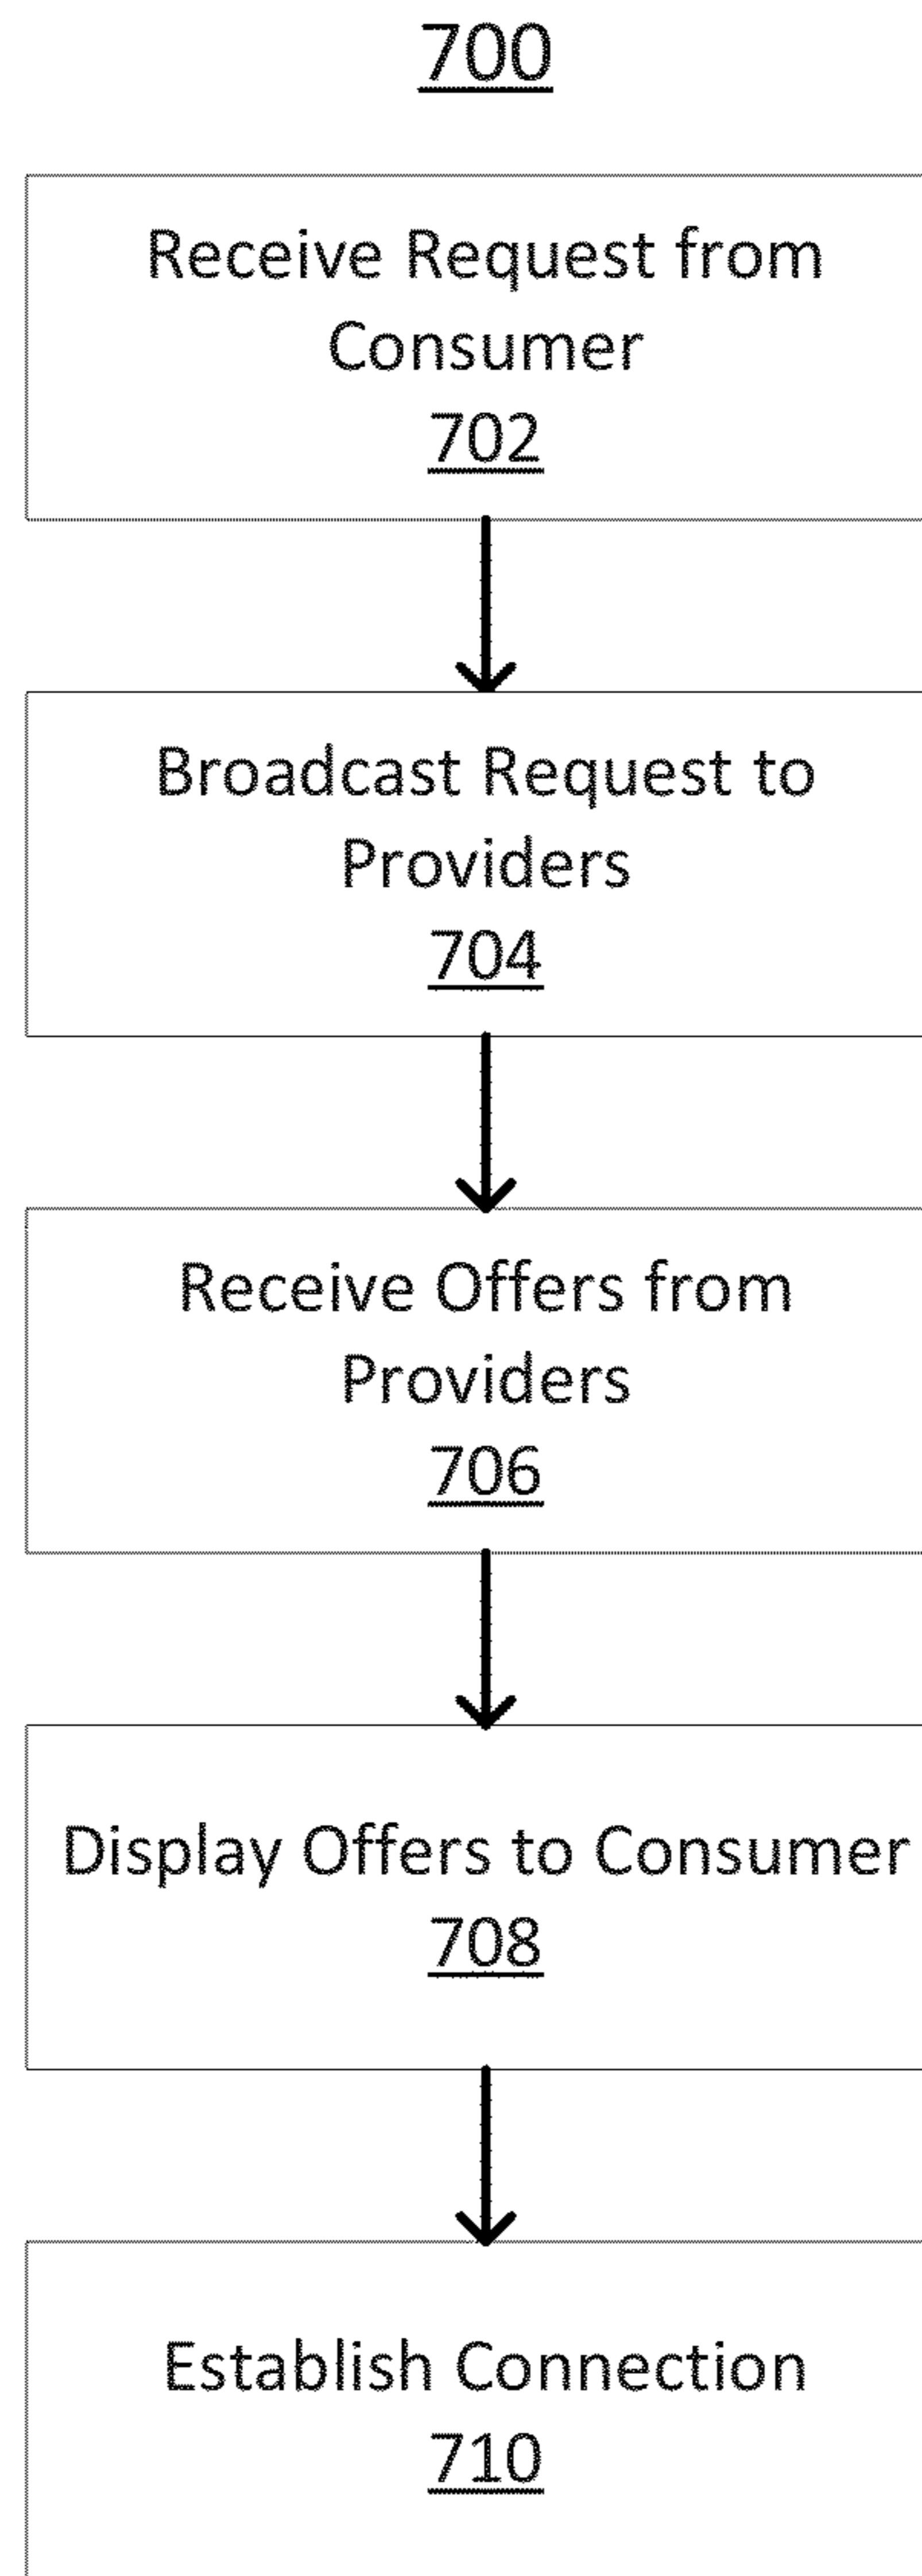 700
Receive Request from
Consumer
702
Broadcast Request to
Providers
704
Receive Offers from
Providers
706
Display Offers to Consumer
708
Establish Connection
710